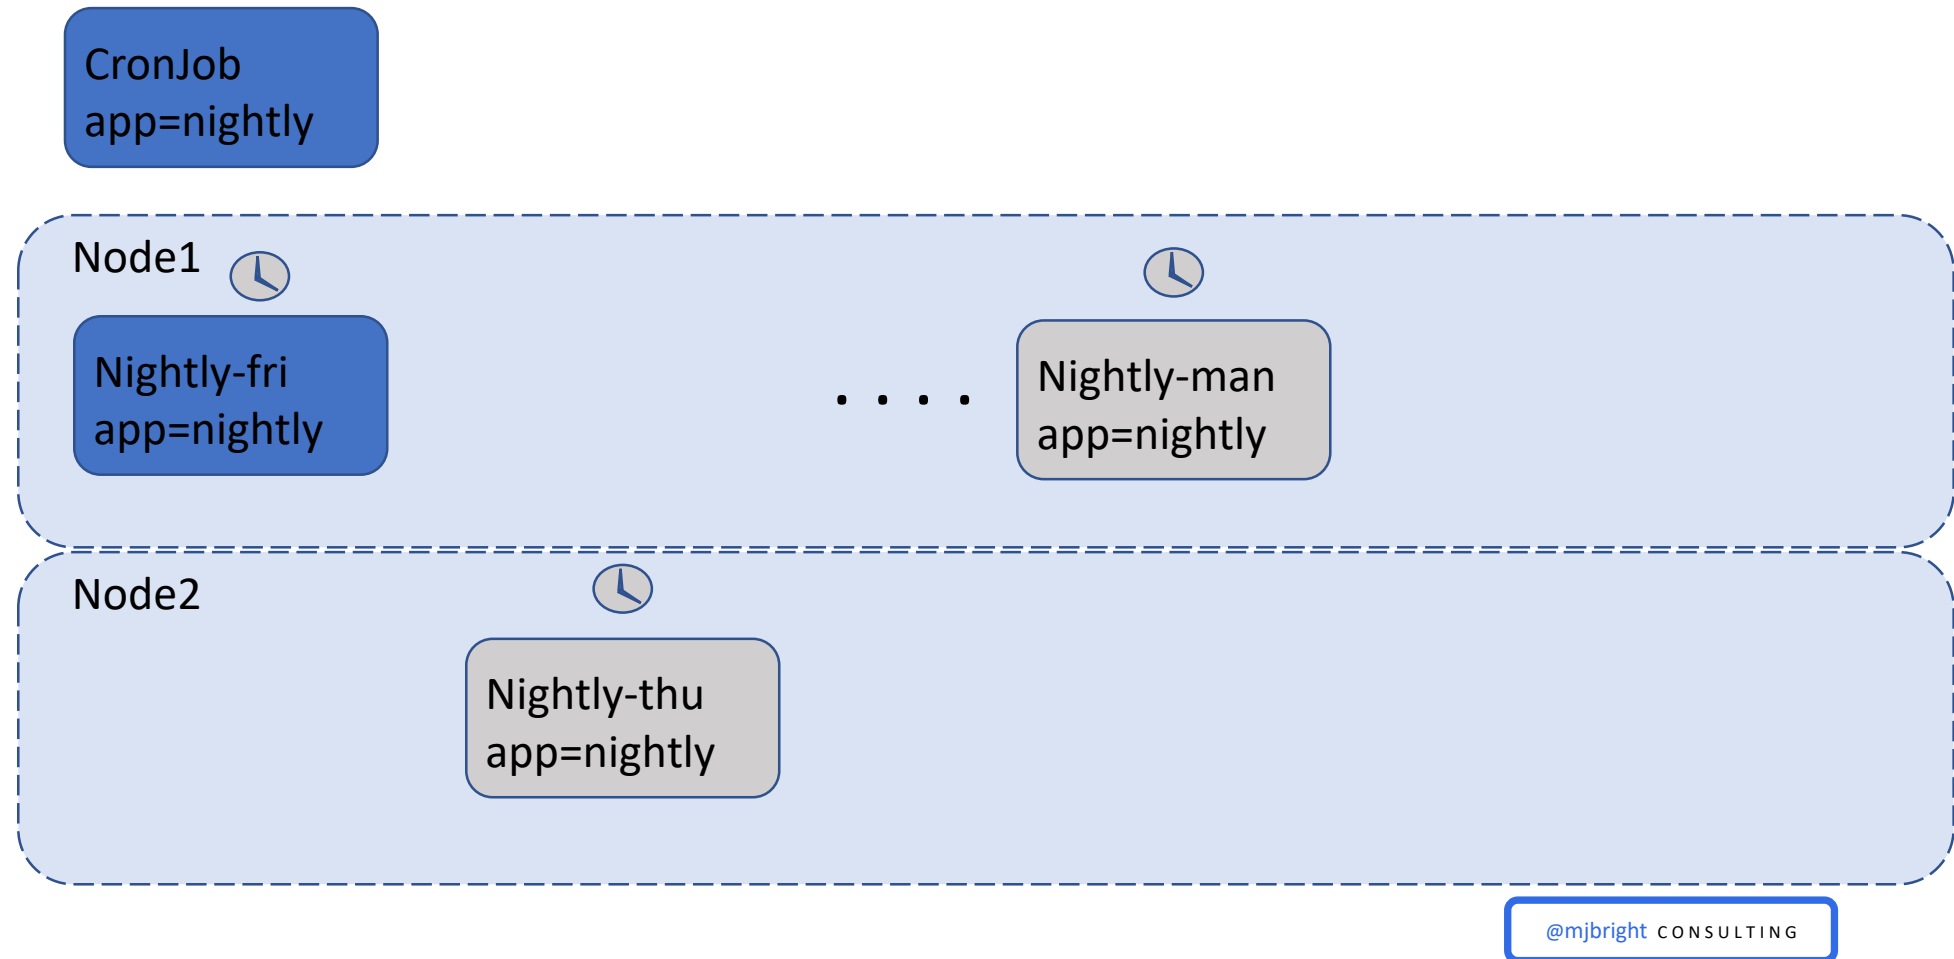 CronJob
app=nightly
Node1
Nightly-fri
app=nightly
. . . .
Nightly-man
app=nightly
Node2
Nightly-thu
app=nightly
@mjbright CONSULTING